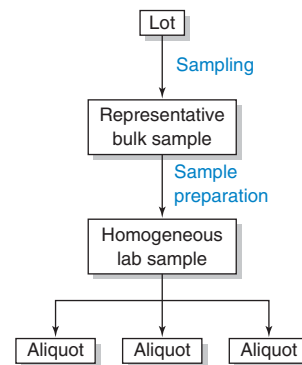 Lot
Sampling
Representative
bulk sample
Sample
preparation
Homogeneous
lab sample
Aliquot Aliquot Aliquot